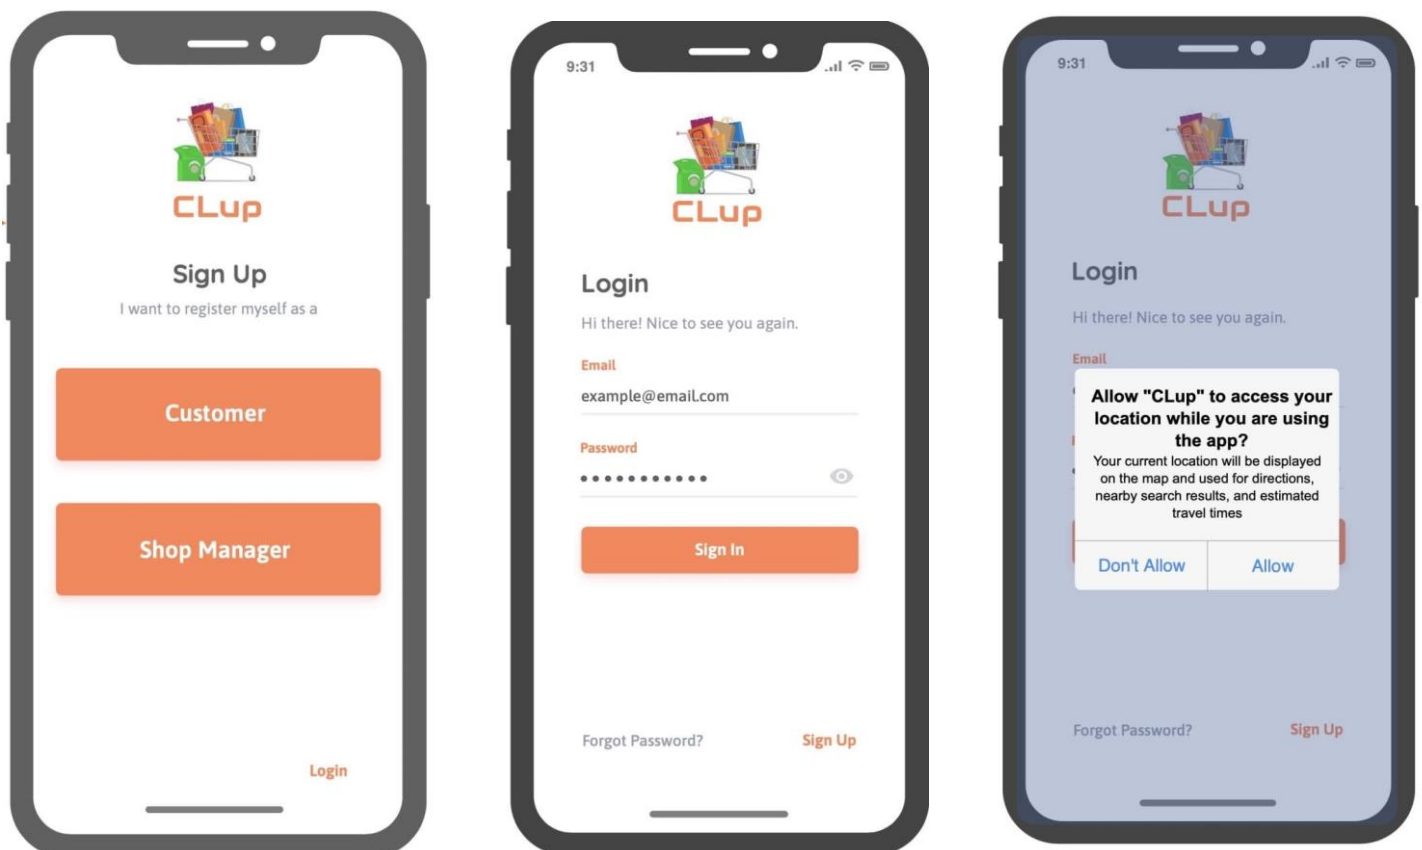 CLup
Sign Up
I want to register myself as a
Customer
Shop Manager
Login
9:31
CLup
Login
Hi there! Nice to see you again.
Email
example@email.com
Password
Sign In
Forgot Password?
Sign Up
9:31
CLup
Login
Hi there! Nice to see you again.
Email
Allow "CLup" to access your
location while you are using
the app?
Your current location will be displayed
on the map and used for directions,
nearby search results, and estimated
travel times
Don't Allow
Allow
Forgot Password?
Sign Up